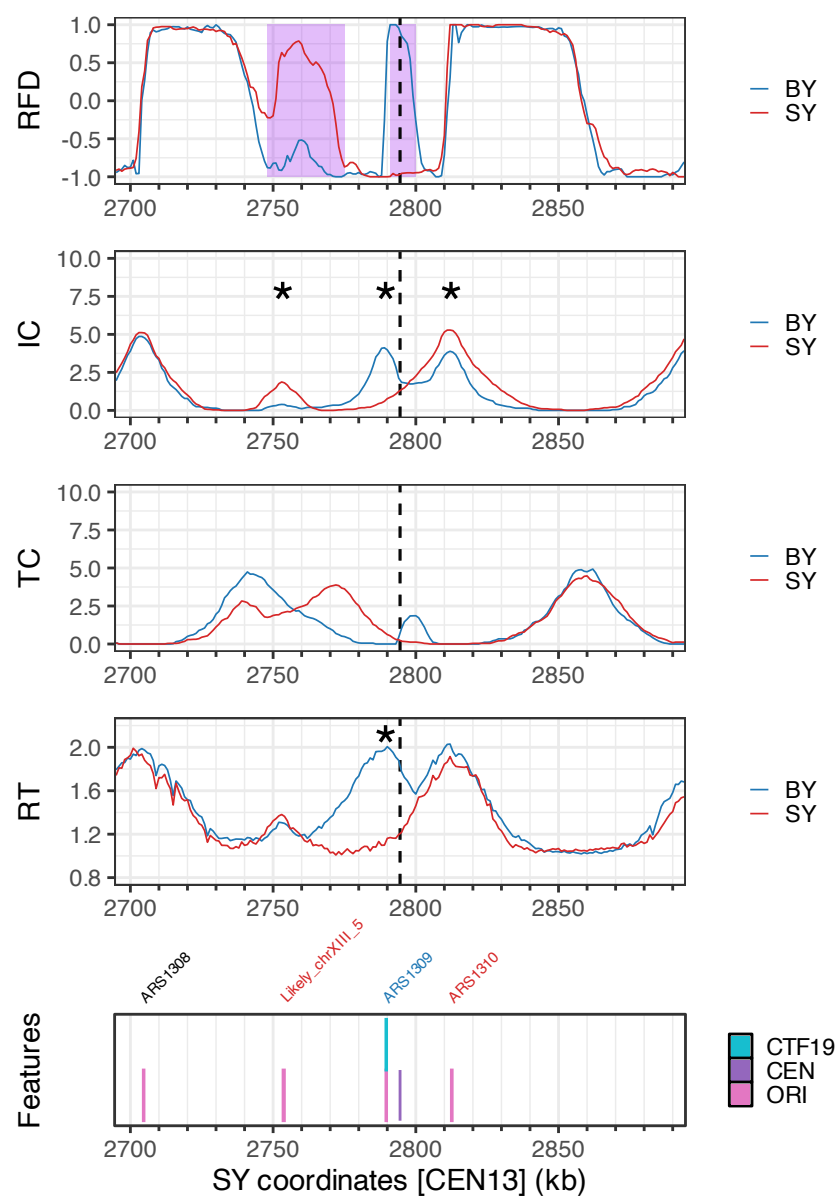 RFD
1.0
0.5
0.0
-0.5
-1.0
2700 2750 2800 2850
BY
SY
IC
10.0
7.5
5.0
2.5
0.0
* * *
2700 2750 2800 2850
BY
SY
TC
10.0
7.5
5.0
2.5
0.0
2700 2750 2800 2850
BY
SY
RT
2.0
1.6
1.2
0.8
*
2700 2750 2800 2850
BY
SY
ARS1308
Likely_chrXIII_5
ARS1309
ARS1310
Features
CTF19
CEN
ORI
2700 2750 2800 2850
SY coordinates [CEN13] (kb)